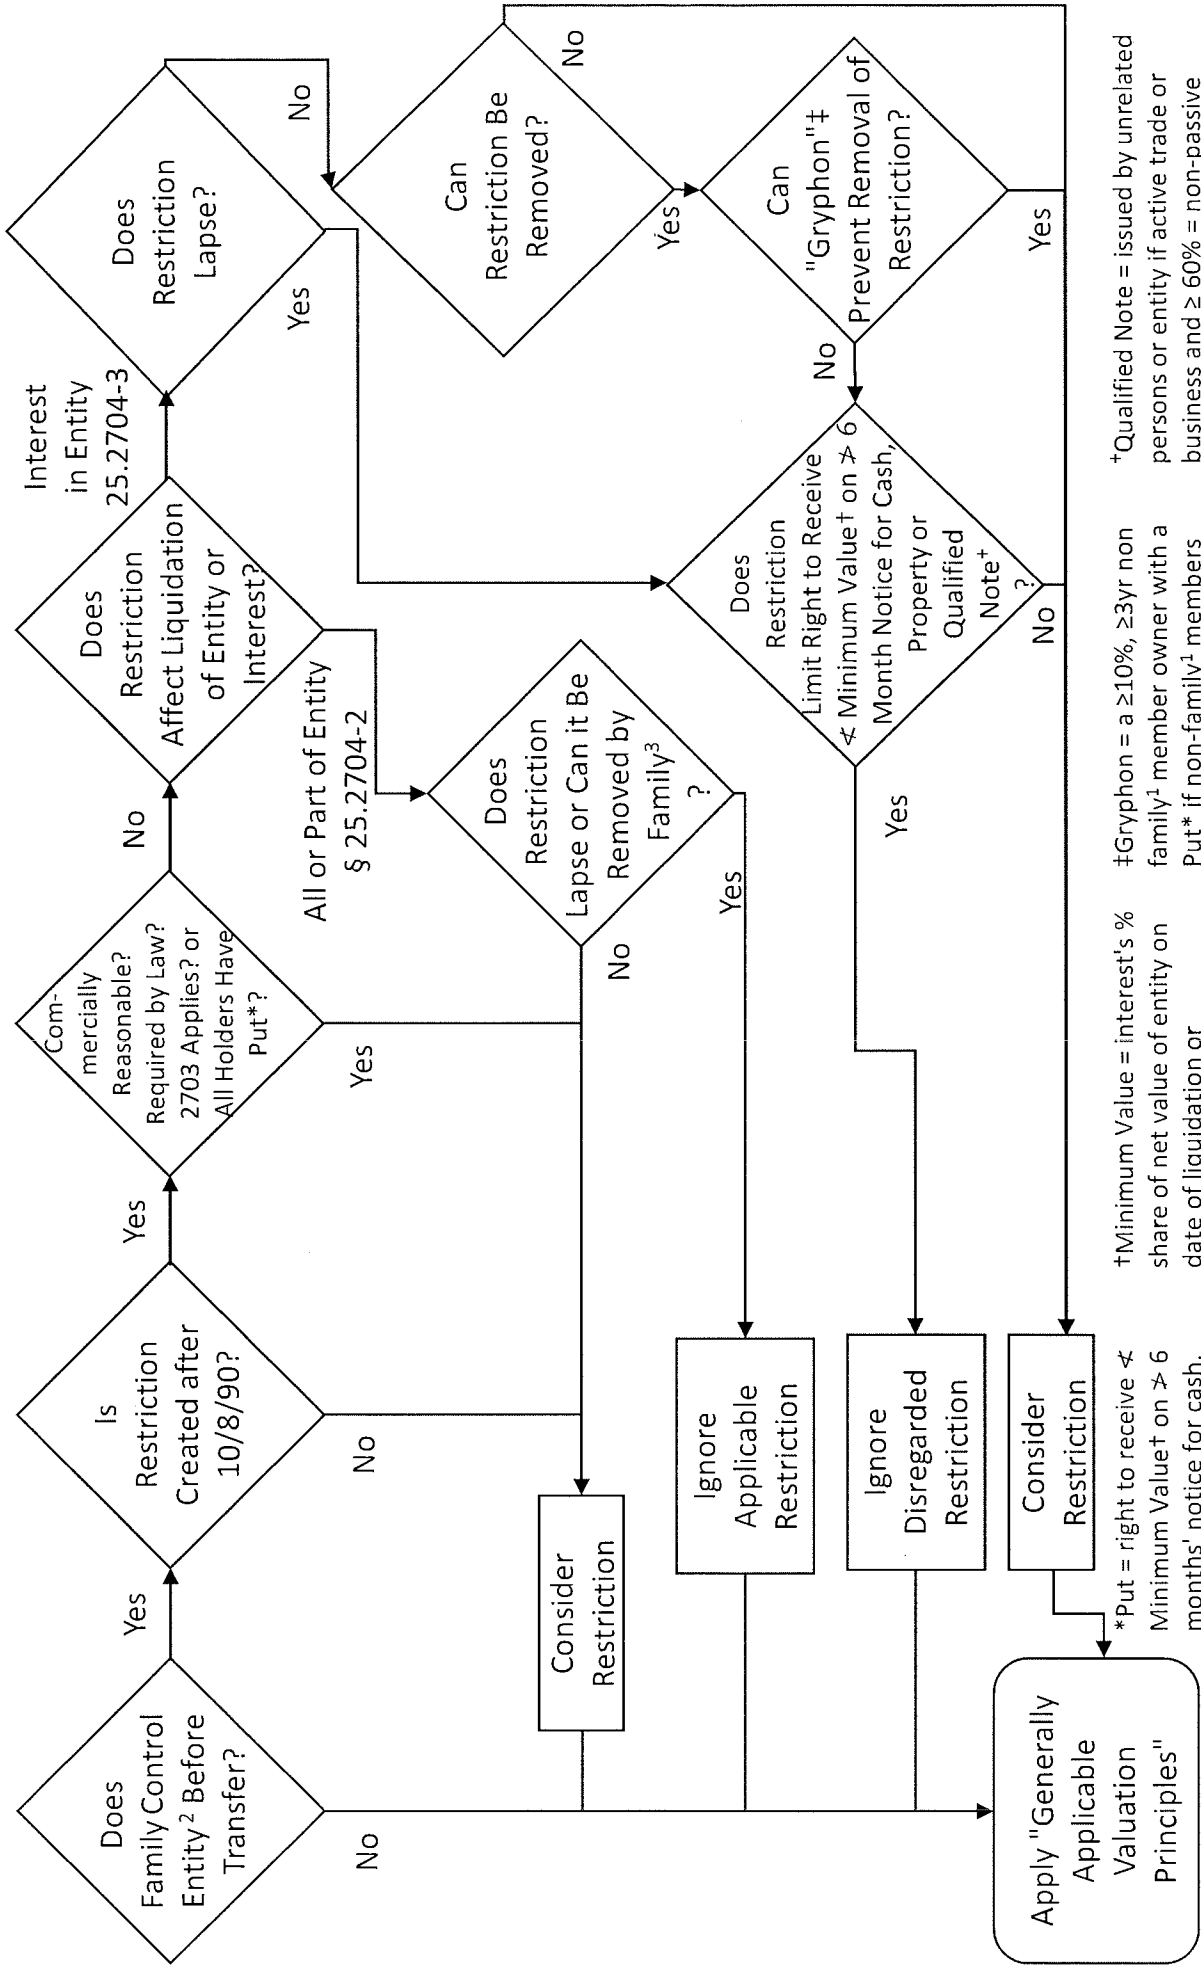 Does
Family Control
Entity² Before
Transfer?
Yes
No
Is
Restriction
Created after
10/8/90?
Yes
No
Com-
mercially
Reasonable?
Required by Law?
2703 Applies? or
All Holders Have
Put*?
No
Yes
Does
Restriction
Affect Liquidation
of Entity or
Interest?
Interest
in Entity
25.2704-3
All or Part of Entity
§ 25.2704-2
Does
Restriction
Lapse?
No
Yes
Can
Restriction Be
Removed?
No
Yes
Can
"Gryphon"‡
Prevent Removal of
Restriction?
No
Yes
Does
Restriction
Limit Right to Receive
≮ Minimum Value† on ≯ 6
Month Notice for Cash,
Property or
Qualified
Note⁺
?
Yes
No
Does
Restriction
Lapse or Can it Be
Removed by
Family³
?
No
Yes
Consider
Restriction
Ignore
Applicable
Restriction
Ignore
Disregarded
Restriction
Consider
Restriction
Apply "Generally
Applicable
Valuation
Principles"
*Put = right to receive ≮
Minimum Value† on ≯ 6
months' notice for cash,
†Minimum Value = interest's %
share of net value of entity on
date of liquidation or
‡Gryphon = a ≥10%, ≥3yr non
family¹ member owner with a
Put* if non-family¹ members
⁺Qualified Note = issued by unrelated
persons or entity if active trade or
business and ≥ 60% = non-passive